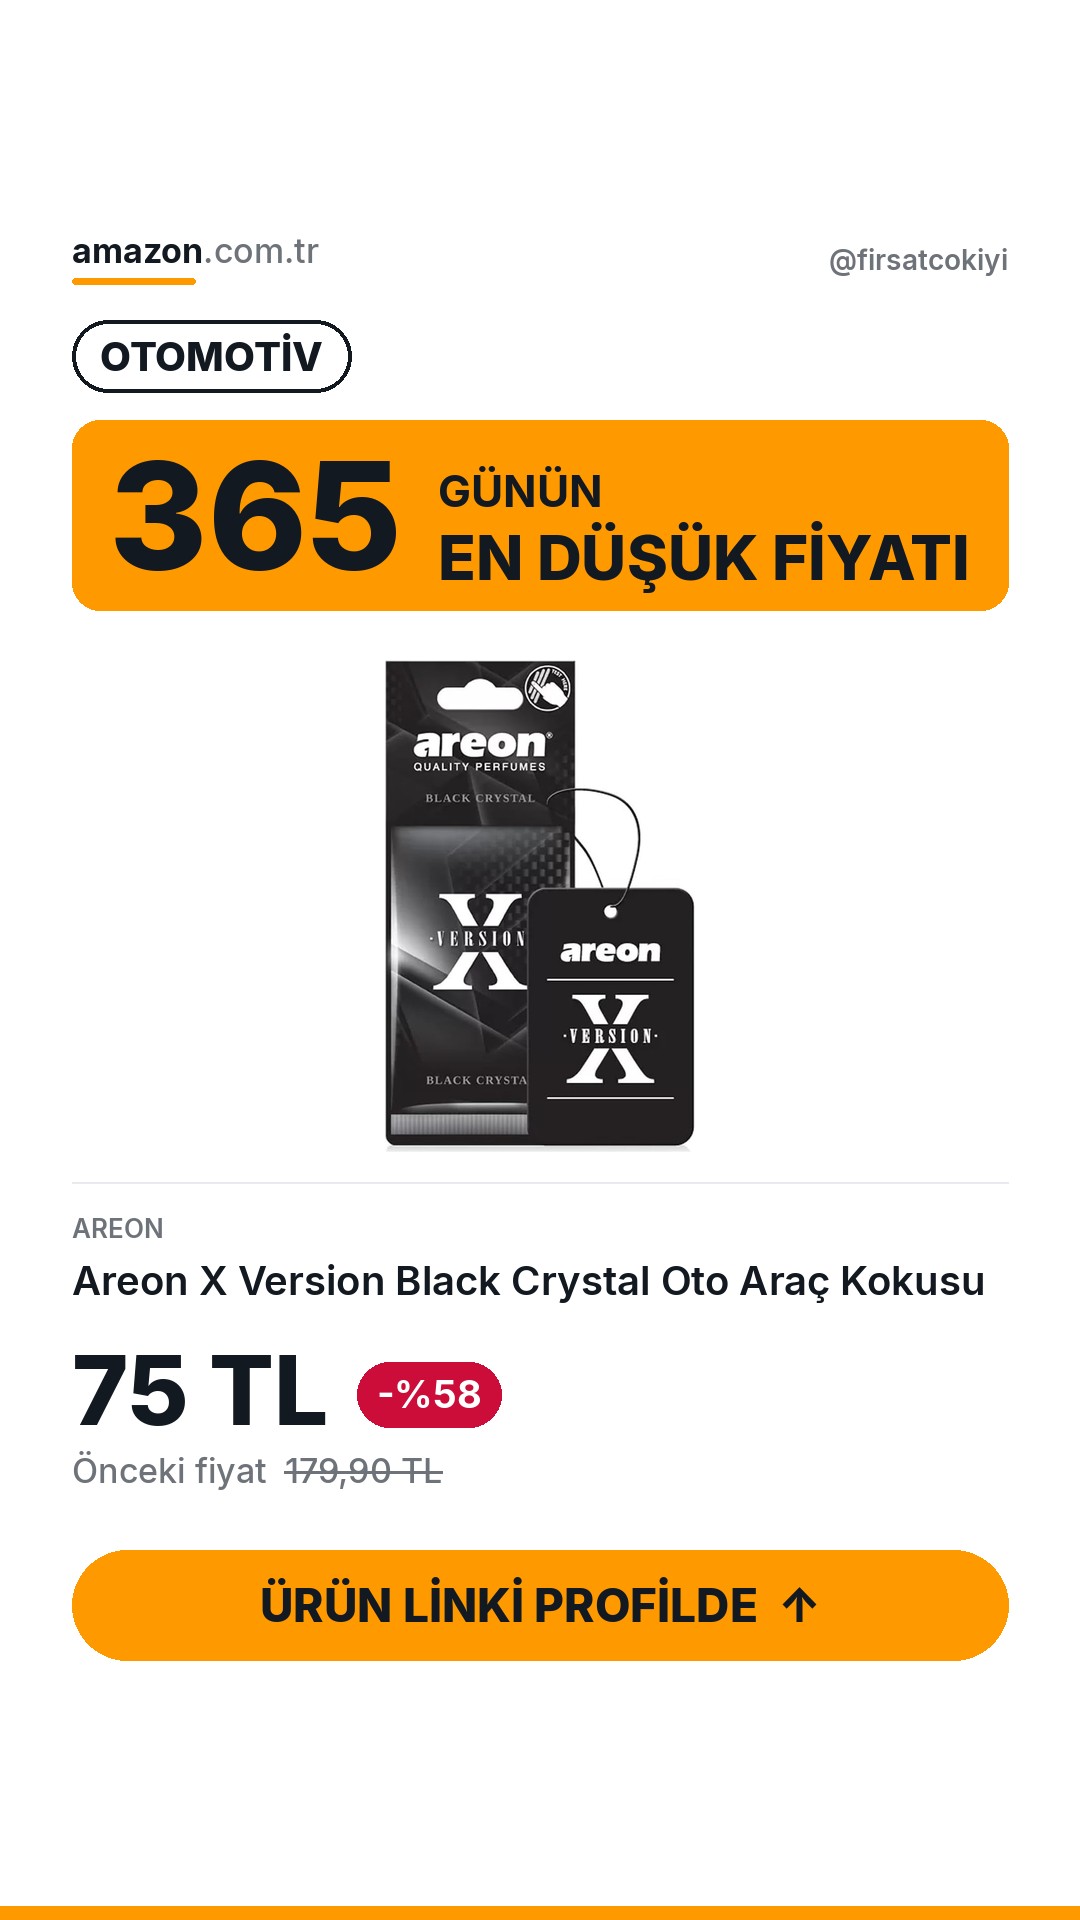 amazon.com.tr
@firsatcokiyi
OTOMOTİV
365
GÜNÜN
EN DÜŞÜK FİYATI
areon®
QUALITY PERFUMES
BLACK CRYSTAL
X
·VERSION
BLACK CRYSTA
areon
X
·VERSION·
AREON
Areon X Version Black Crystal Oto Araç Kokusu
75 TL -%58
Önceki fiyat 179,90 TL
ÜRÜN LİNKİ PROFİLDE ↑